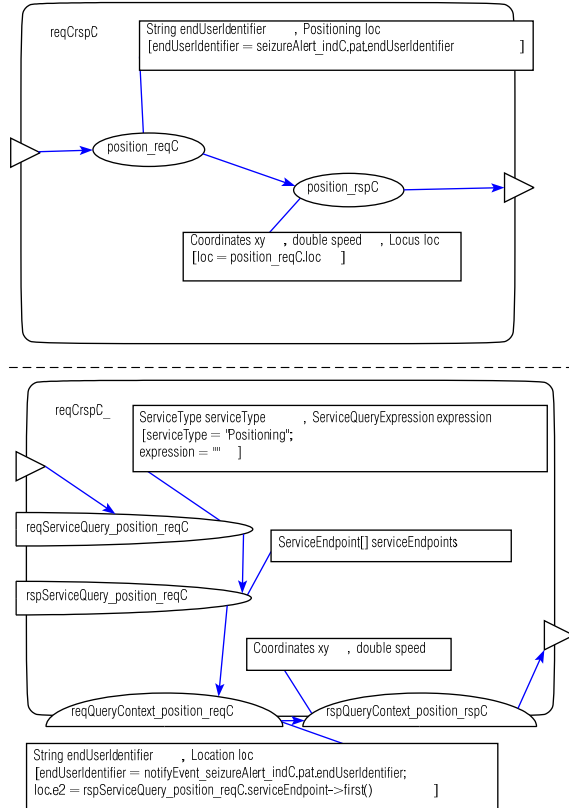 reqCrspC
String endUserIdentifier , Positioning loc
[endUserIdentifier = seizureAlert_indC.pat.endUserIdentifier ]
position_reqC
position_rspC
Coordinates xy , double speed , Locus loc
[loc = position_reqC.loc ]
reqCrspC_
ServiceType serviceType , ServiceQueryExpression expression
[serviceType = "Positioning";
expression = "" ]
reqServiceQuery_position_reqC
ServiceEndpoint[] serviceEndpoints
rspServiceQuery_position_reqC
Coordinates xy , double speed
reqQueryContext_position_reqC
rspQueryContext_position_rspC
String endUserIdentifier , Location loc
[endUserIdentifier = notifyEvent_seizureAlert_indC.pat.endUserIdentifier;
loc.e2 = rspServiceQuery_position_reqC.serviceEndpoint->first() ]